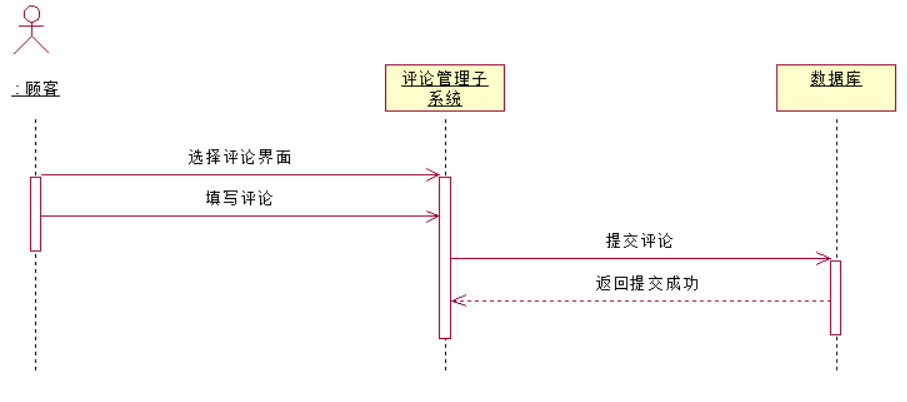 : 顾客
评论管理子
系统
数据库
选择评论界面
填写评论
提交评论
返回提交成功